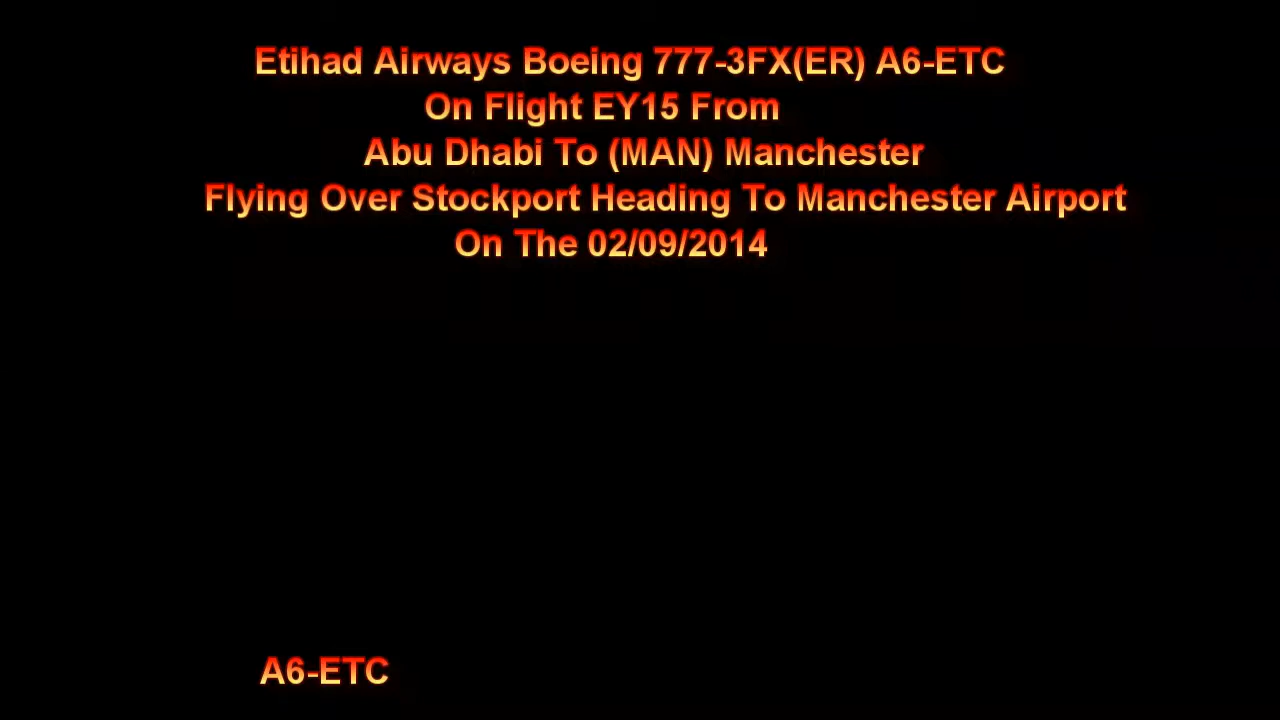 Etihad Airways Boeing 777-3FX(ER) A6-ETC
On Flight EY15 From
Abu Dhabi To (MAN) Manchester
Flying Over Stockport Heading To Manchester Airport
On The 02/09/2014
A6-ETC